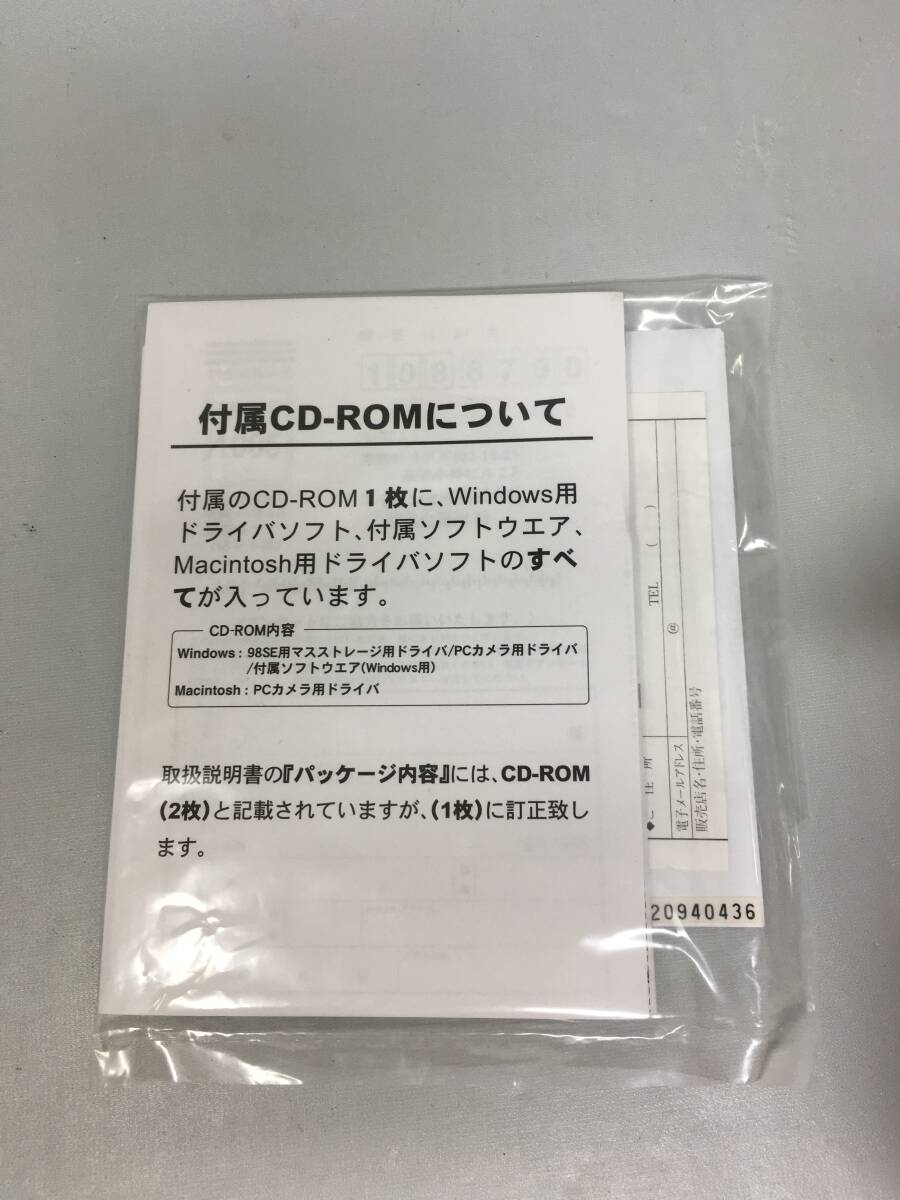 付属CD-ROMについて
付属のCD-ROM 1 枚に、Windows用
ドライバソフト、付属ソフトウエア、
Macintosh用ドライバソフトのすべ
てが入っています。
CD-ROM内容
Windows : 98SE用マスストレージ用ドライバ/PCカメラ用ドライバ
/付属ソフトウエア(Windows用)
Macintosh : PCカメラ用ドライバ
取扱説明書の『パッケージ内容』には、CD-ROM
(2枚)と記載されていますが、(1枚)に訂正致し
ます。
1088790
TEL ( )
@
◆ご住所
電子メールアドレス
販売店名・住所・電話番号
20940436